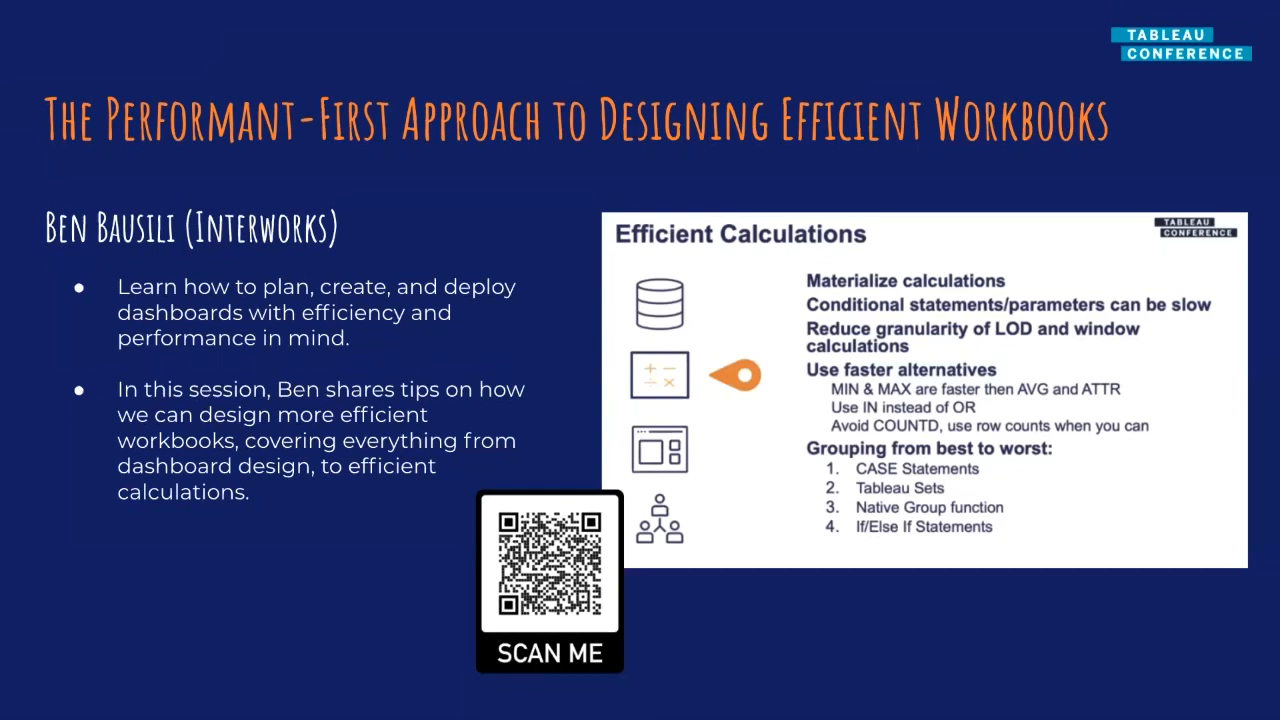 TABLEAU
CONFERENCE
The Performant-First Approach to Designing Efficient Workbooks
Ben Bausili (Interworks)
● Learn how to plan, create, and deploy
dashboards with efficiency and
performance in mind.
● In this session, Ben shares tips on how
we can design more efficient
workbooks, covering everything from
dashboard design, to efficient
calculations.
SCAN ME
Efficient Calculations
TABLEAU
CONFERENCE
Materialize calculations
Conditional statements/parameters can be slow
Reduce granularity of LOD and window
calculations
Use faster alternatives
MIN & MAX are faster then AVG and ATTR
Use IN instead of OR
Avoid COUNTD, use row counts when you can
Grouping from best to worst:
1. CASE Statements
2. Tableau Sets
3. Native Group function
4. If/Else If Statements